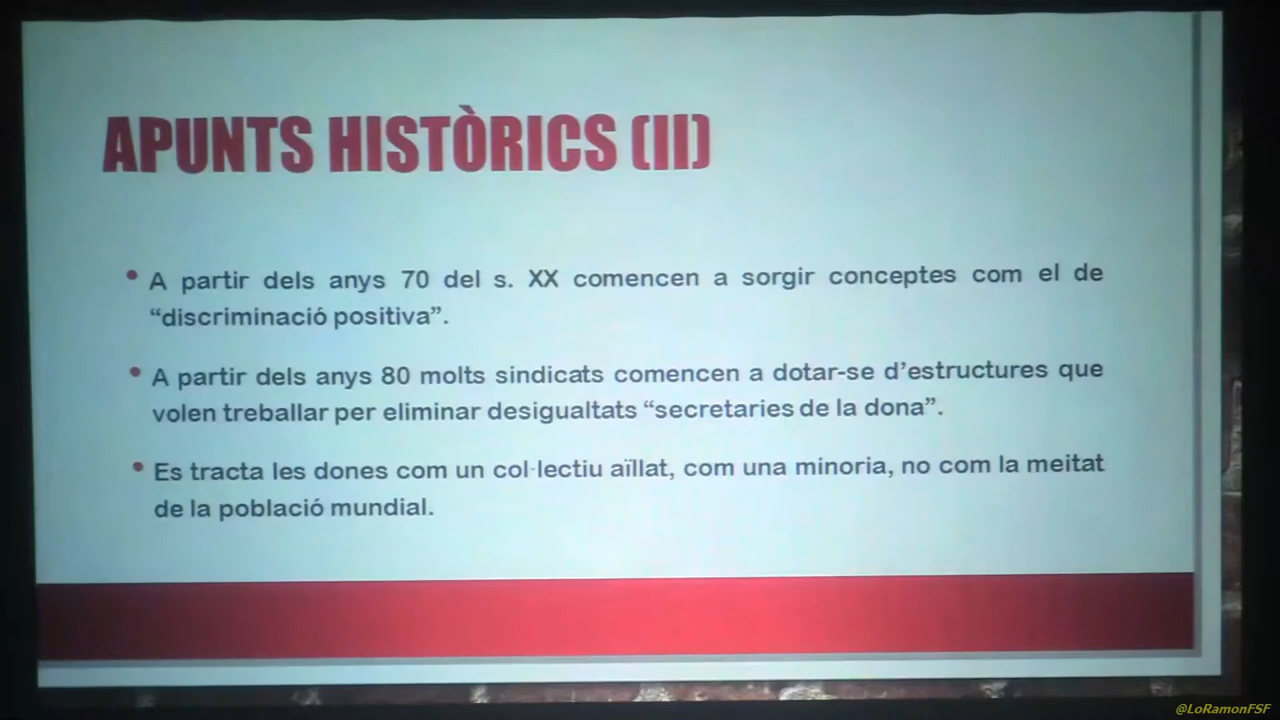 APUNTS HISTÒRICS (II)
• A partir dels anys 70 del s. XX comencen a sorgir conceptes com el de
“discriminació positiva”.
• A partir dels anys 80 molts sindicats comencen a dotar-se d’estructures que
volen treballar per eliminar desigualtats “secretaries de la dona”.
• Es tracta les dones com un col·lectiu aïllat, com una minoria, no com la meitat
de la població mundial.
@LoRamonFSF